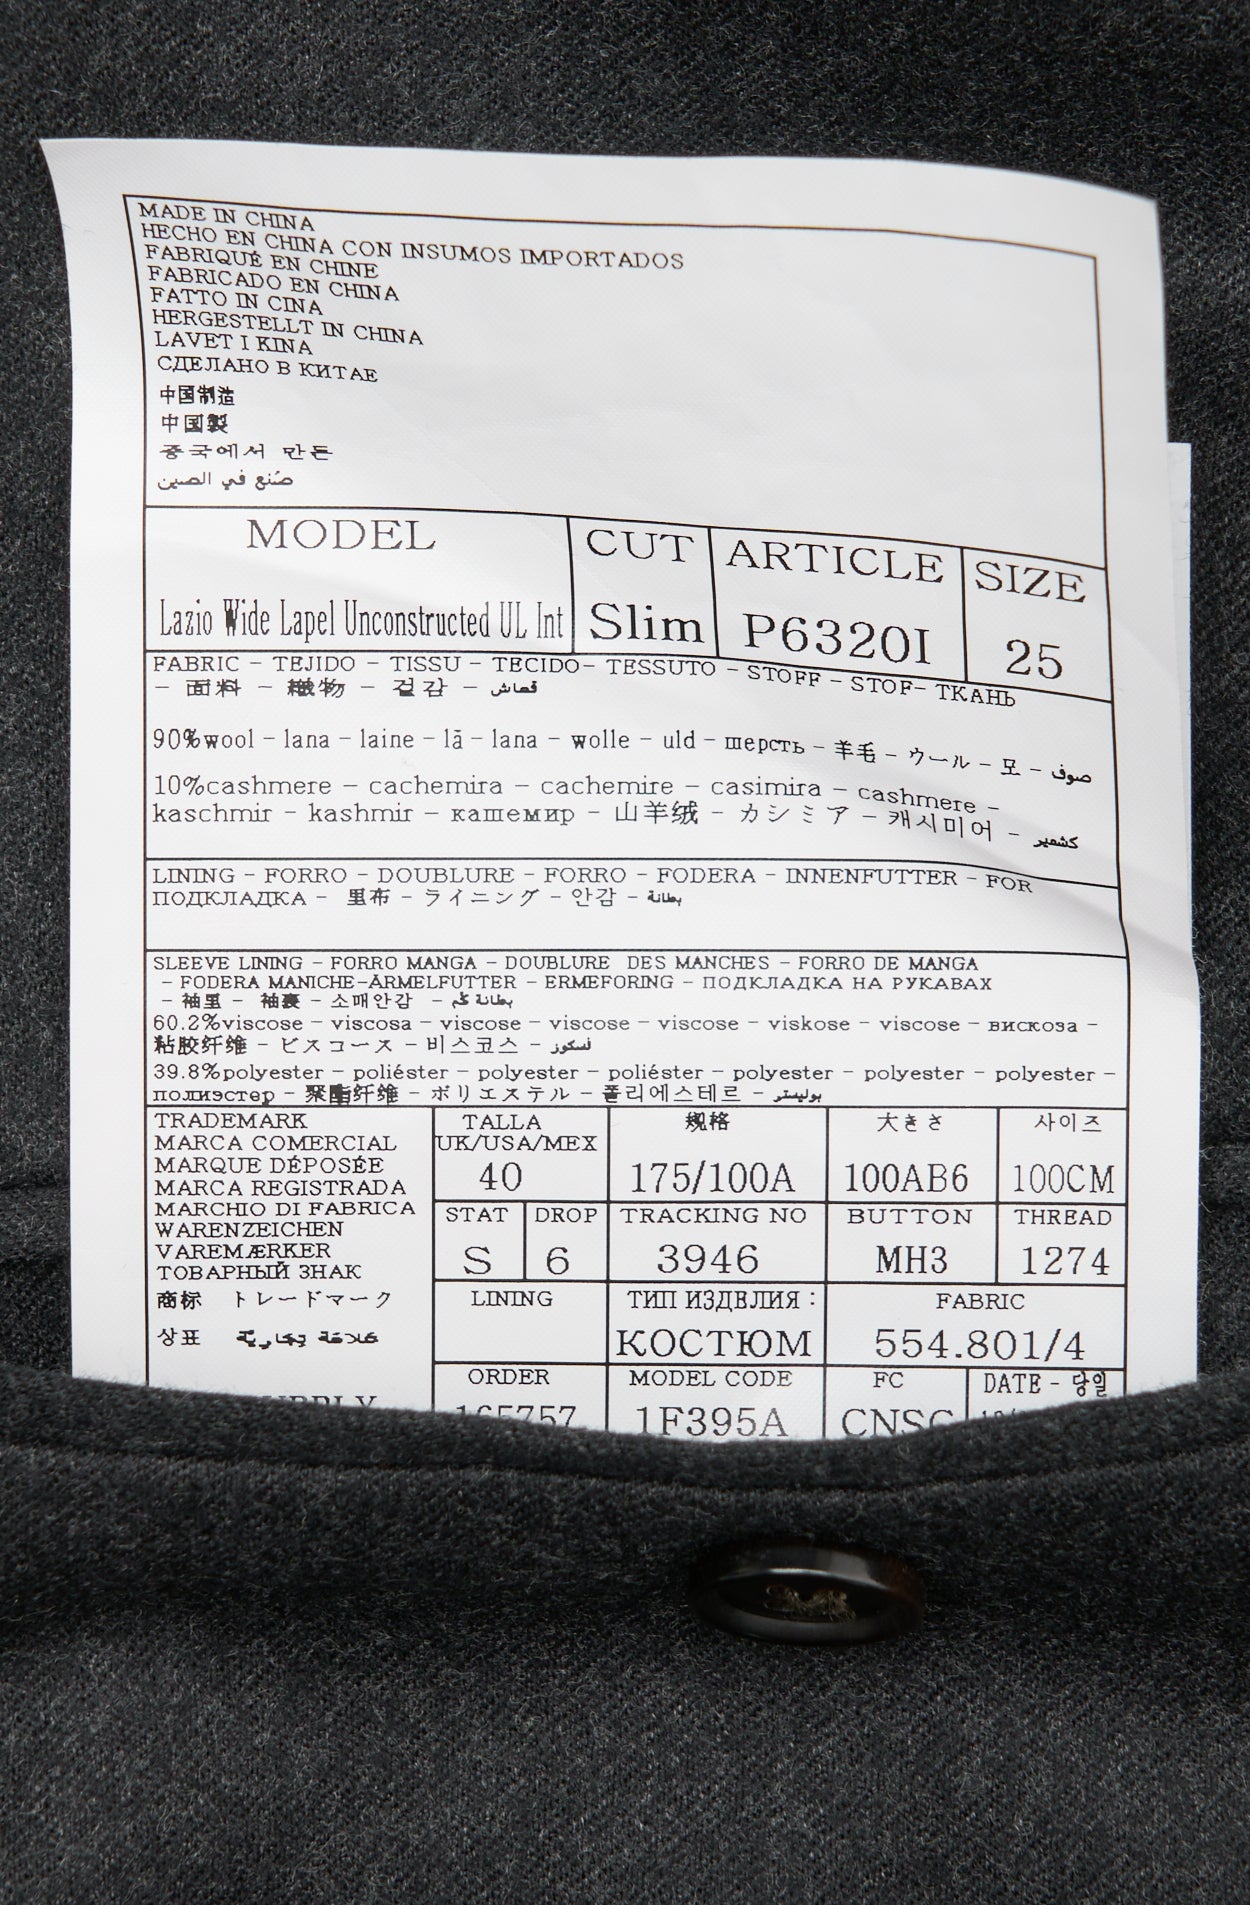 MADE IN CHINA
HECHO EN CHINA CON INSUMOS IMPORTADOS
FABRIQUÉ EN CHINE
FABRICADO EN CHINA
FATTO IN CINA
HERGESTELLT IN CHINA
LAVET I KINA
СДЕЛАНО В КИТАЕ
中国制造
中国製
중국에서 만든
صُنع في الصين
MODEL CUT ARTICLE SIZE
Lazio Wide Lapel Unconstructed UL Int Slim P6320I 25
FABRIC - TEJIDO - TISSU - TECIDO- TESSUTO - STOFF - STOF- ТКАНЬ
- 面料 - 織物 - 겉감 - قماش
90%wool - lana - laine - lã - lana - wolle - uld - шерсть - 羊毛 - ウール - 모 - صوف
10%cashmere - cachemira - cachemire - casimira - cashmere -
kaschmir - kashmir - кашемир - 山羊绒 - カシミア - 캐시미어 - كشمير
LINING - FORRO - DOUBLURE - FORRO - FODERA - INNENFUTTER - FOR
ПОДКЛАДКА - 里布 - ライニング - 안감 - بطانة
SLEEVE LINING - FORRO MANGA - DOUBLURE DES MANCHES - FORRO DE MANGA
- FODERA MANICHE-ÄRMELFUTTER - ERMEFORING - ПОДКЛАДКА НА РУКАВАХ
- 袖里 - 袖裏 - 소매안감 - بطانة كم
60.2%viscose - viscosa - viscose - viscose - viscose - viskose - viscose - вискоза -
粘胶纤维 - ビスコース - 비스코스 - فسكوز
39.8%polyester - poliéster - polyester - poliéster - polyester - polyester - polyester -
полиэстер - 聚酯纤维 - ポリエステル - 폴리에스테르 - بوليستر
TRADEMARK
MARCA COMERCIAL
MARQUE DÉPOSÉE
MARCA REGISTRADA
MARCHIO DI FABRICA
WARENZEICHEN
VAREMÆRKER
ТОВАРНЫЙ ЗНАК
商标 トレードマーク
상표 علامة تجارية
TALLA 规格 大きさ 사이즈
UK/USA/MEX
40 175/100A 100AB6 100CM
STAT DROP TRACKING NO BUTTON THREAD
S 6 3946 MH3 1274
LINING ТИП ИЗДЕЛИЯ: FABRIC
КОСТЮМ 554.801/4
ORDER MODEL CODE FC DATE - 당일
165757 1F395A CNSC